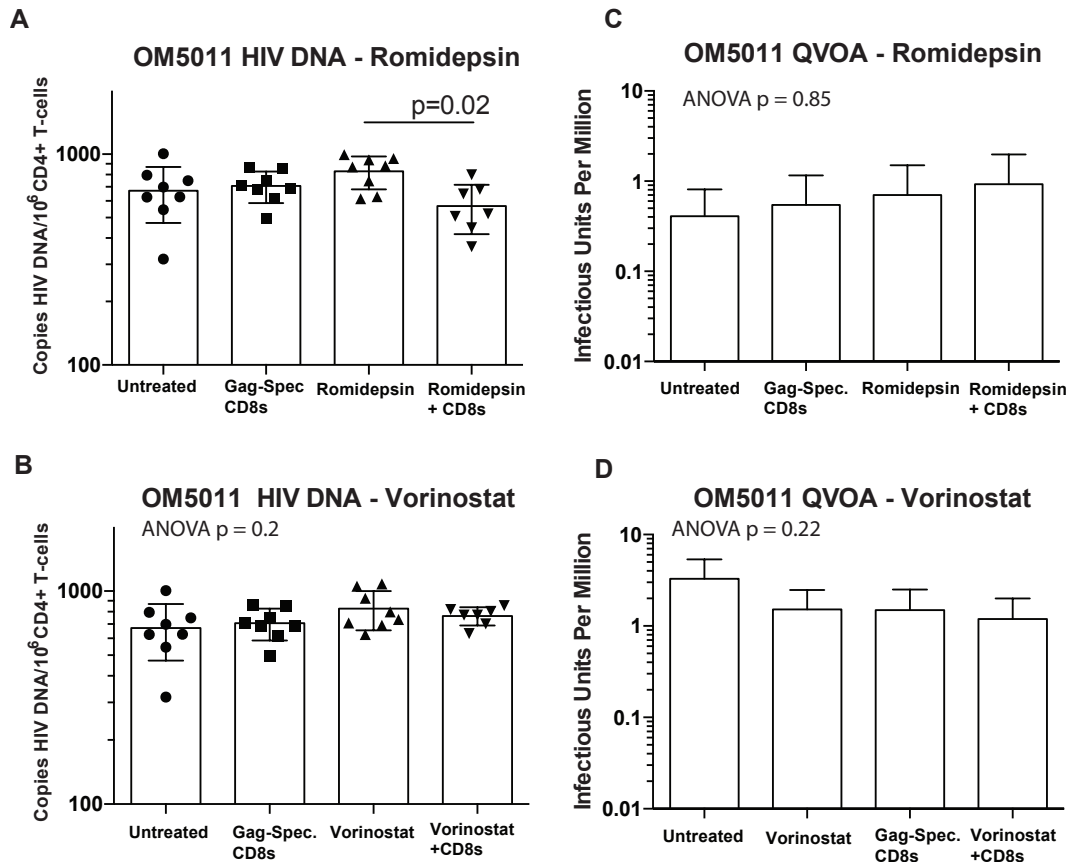 A
OM5011 HIV DNA - Romidepsin
Copies HIV DNA/10⁶ CD4+ T-cells
1000
100
p=0.02
Untreated
Gag-Spec
CD8s
Romidepsin
Romidepsin
+ CD8s
C
OM5011 QVOA - Romidepsin
ANOVA p = 0.85
Infectious Units Per Million
10
1
0.1
0.01
Untreated
Gag-Spec.
CD8s
Romidepsin
Romidepsin
+ CD8s
B
OM5011 HIV DNA - Vorinostat
ANOVA p = 0.2
Copies HIV DNA/10⁶ CD4+ T-cells
1000
100
Untreated
Gag-Spec.
CD8s
Vorinostat
Vorinostat
+CD8s
D
OM5011 QVOA - Vorinostat
ANOVA p = 0.22
Infectious Units Per Million
10
1
0.1
0.01
Untreated
Vorinostat
Gag-Spec.
CD8s
Vorinostat
+CD8s